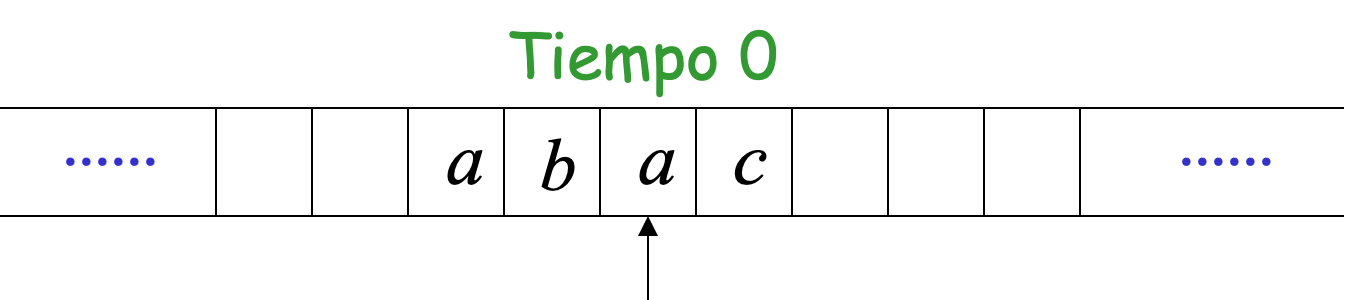 Tiempo 0
...... a b a c ......